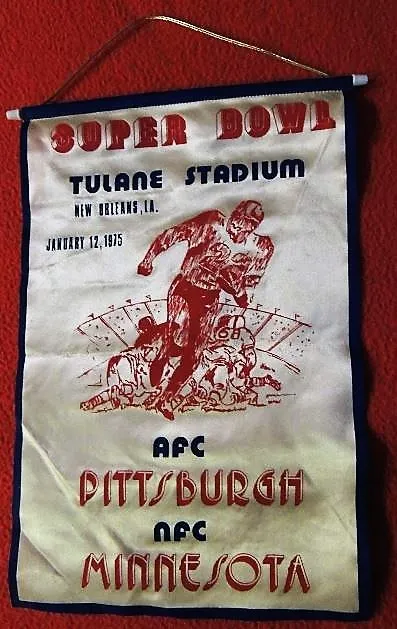 SUPER BOWL
TULANE STADIUM
NEW ORLEANS, LA.
JANUARY 12, 1975
AFC
PITTSBURGH
NFC
MINNESOTA